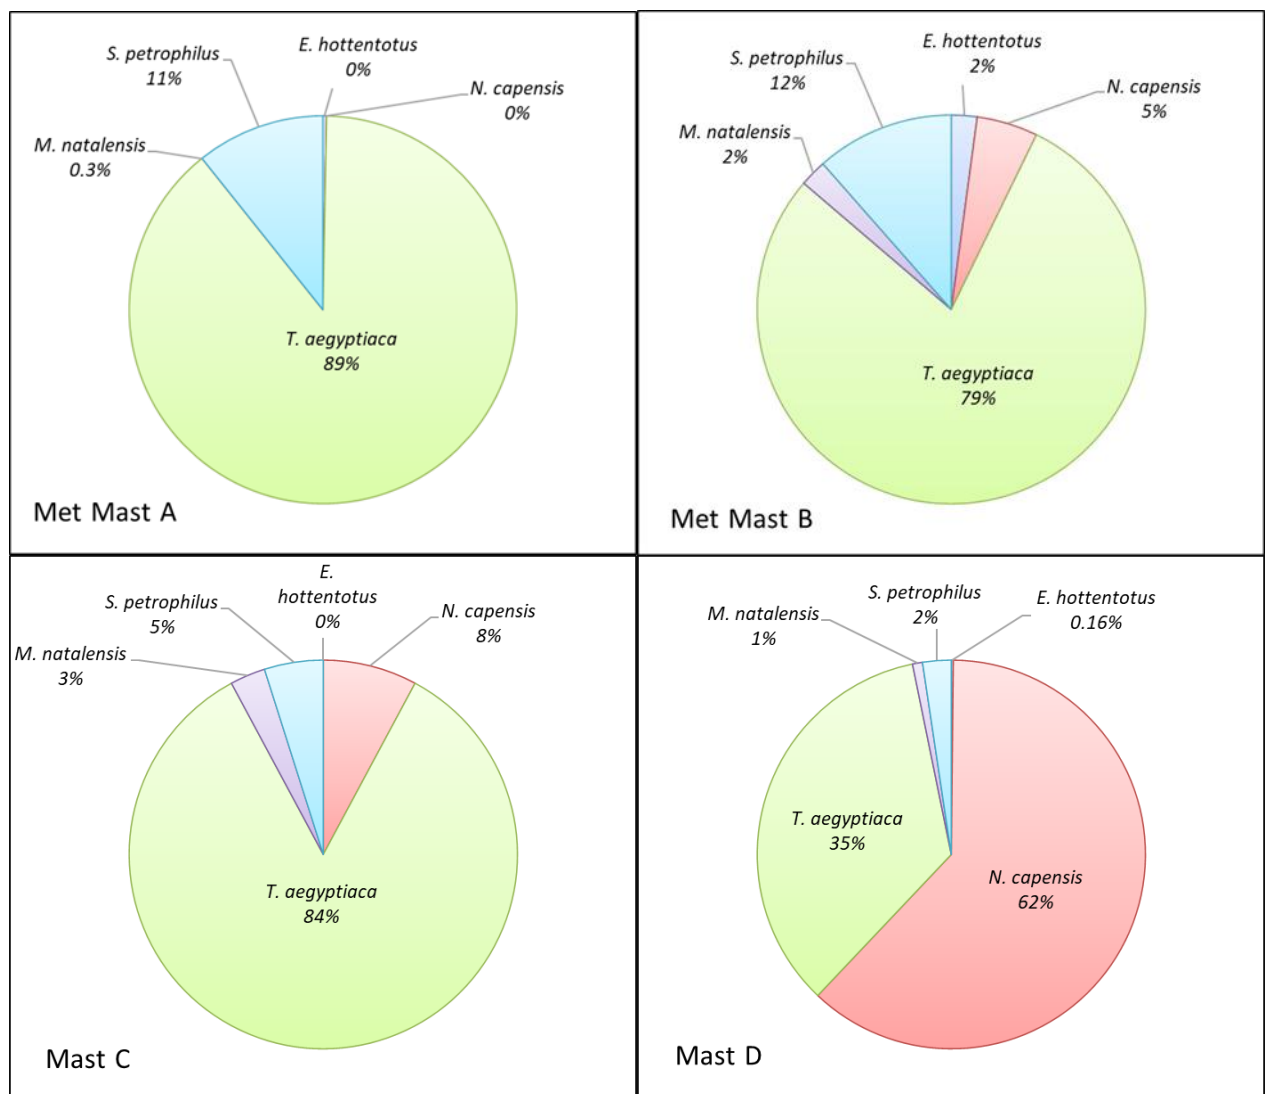 S. petrophilus
11%
E. hottentotus
0%
N. capensis
0%
M. natalensis
0.3%
T. aegyptiaca
89%
Met Mast A
S. petrophilus
12%
E. hottentotus
2%
N. capensis
5%
M. natalensis
2%
T. aegyptiaca
79%
Met Mast B
E.
hottentotus
0%
S. petrophilus
5%
N. capensis
8%
M. natalensis
3%
T. aegyptiaca
84%
Mast C
S. petrophilus
2%
E. hottentotus
0.16%
M. natalensis
1%
T. aegyptiaca
35%
N. capensis
62%
Mast D